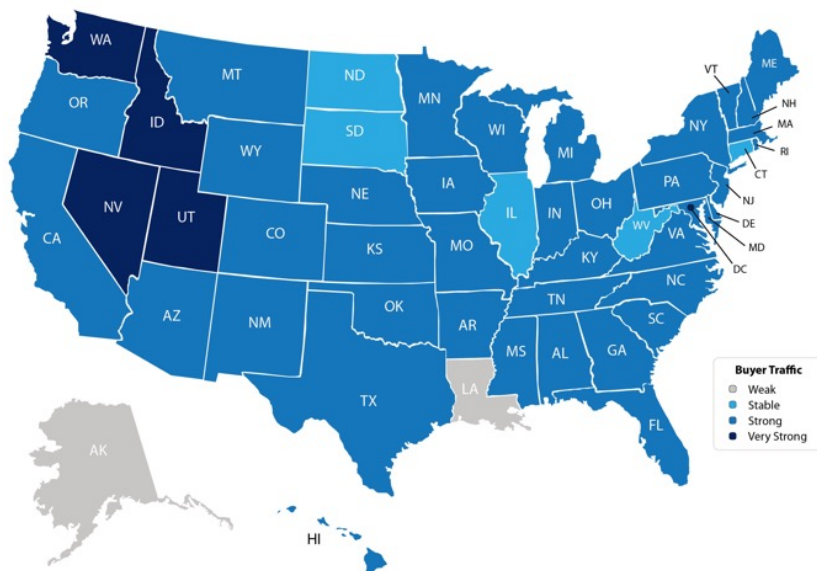 WA
MT
ND
MN
ME
VT
OR
ID
SD
WI
NY
NH
MA
WY
MI
RI
CT
NE
IA
PA
NV
UT
IL
IN
OH
NJ
CA
CO
WV
DE
VA
MD
KS
MO
KY
DC
NC
TN
AZ
NM
OK
AR
SC
MS
AL
GA
LA
TX
FL
Buyer Traffic
Weak
Stable
Strong
Very Strong
AK
HI